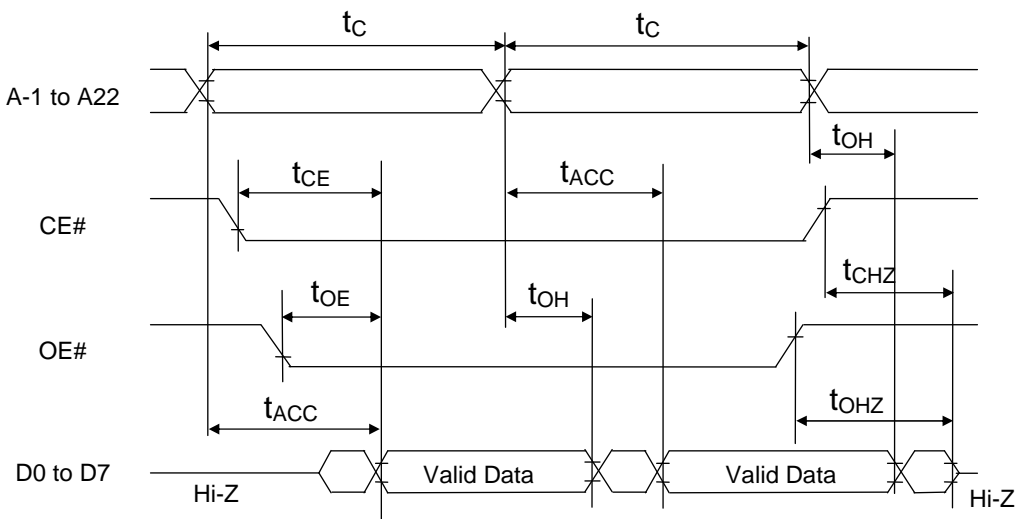 tC tC
A-1 to A22
tOH
tCE tACC
CE#
tCHZ
tOE tOH
OE#
tACC tOHZ
D0 to D7 Valid Data Valid Data
Hi-Z Hi-Z